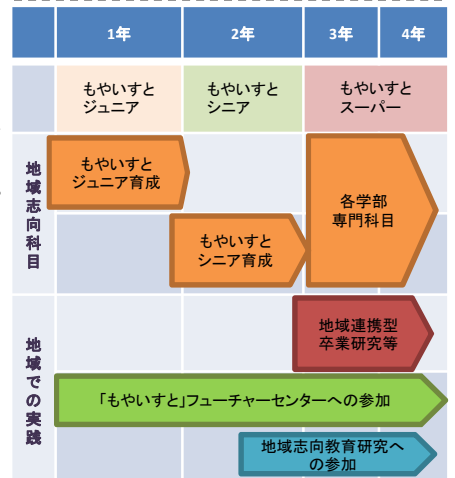 1年
2年
3年
4年
もやいすと
ジュニア
もやいすと
シニア
もやいすと
スーパー
地域志向科目
もやいすと
ジュニア育成
各学部
専門科目
もやいすと
シニア育成
地域での実践
地域連携型
卒業研究等
「もやいすと」フューチャーセンターへの参加
地域志向教育研究へ
の参加